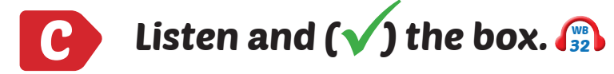 C Listen and (✓) the box. WB 32